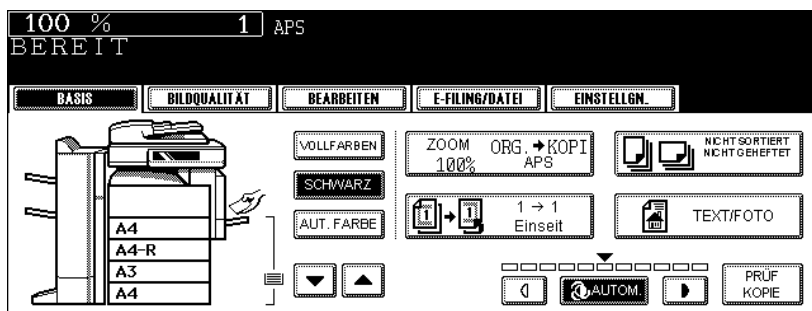 100 % 1 APS
BEREIT
BASIS BILDQUALITÄT BEARBEITEN E-FILING/DATEI EINSTELLGN.
VOLLFARBEN
SCHWARZ
AUT. FARBE
ZOOM ORG. ➔ KOPI
100% APS
NICHT SORTIERT
NICHT GEHEFTET
1 → 1
Einseit
TEXT/FOTO
A4
A4-R
A3
A4
AUTOM.
PRÜF
KOPIE